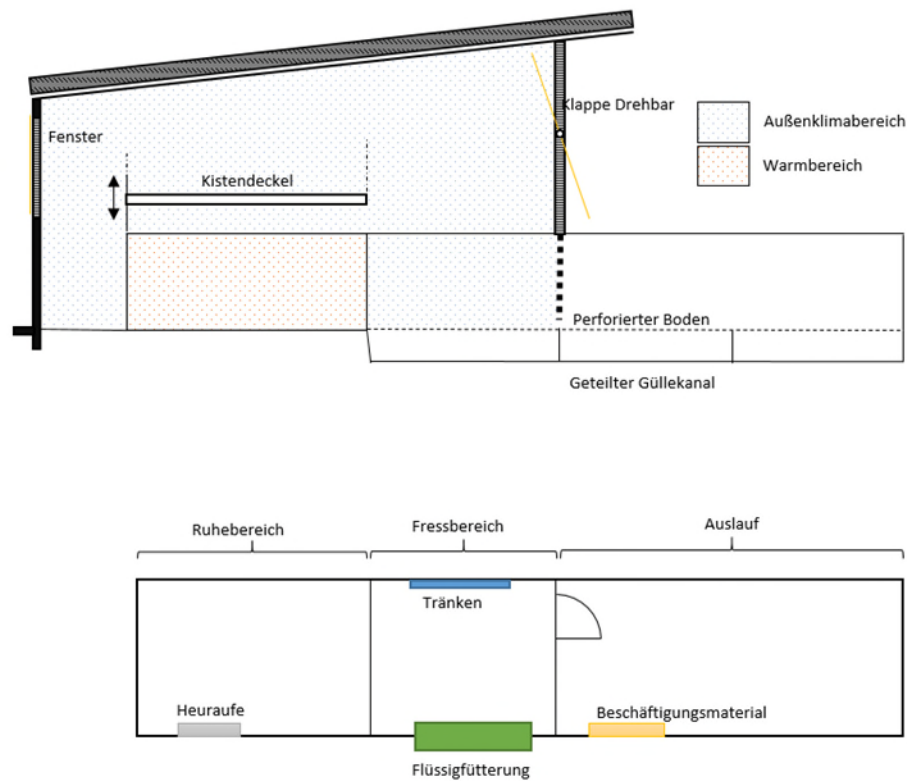 Klappe Drehbar
Außenklimabereich
Fenster
Warmbereich
Kistendeckel
Perforierter Boden
Geteilter Güllekanal
Ruhebereich
Fressbereich
Auslauf
Tränken
Heuraufe
Beschäftigungsmaterial
Flüssigfütterung